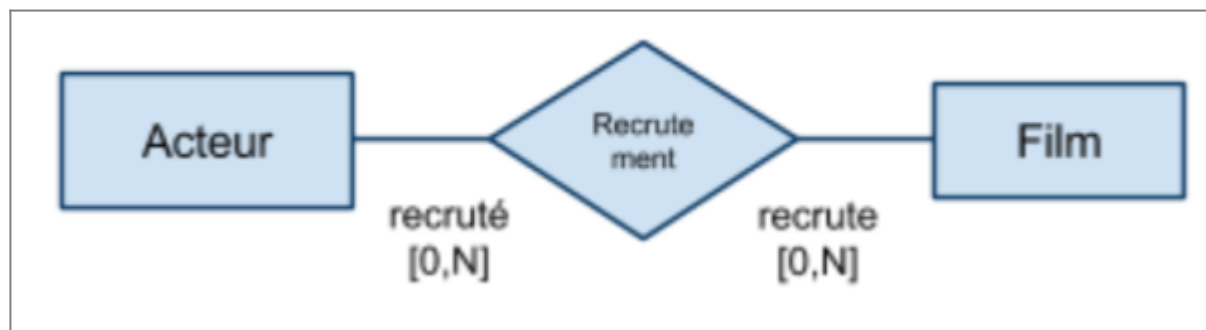 Acteur
Recrute
ment
Film
recruté
[0,N]
recrute
[0,N]